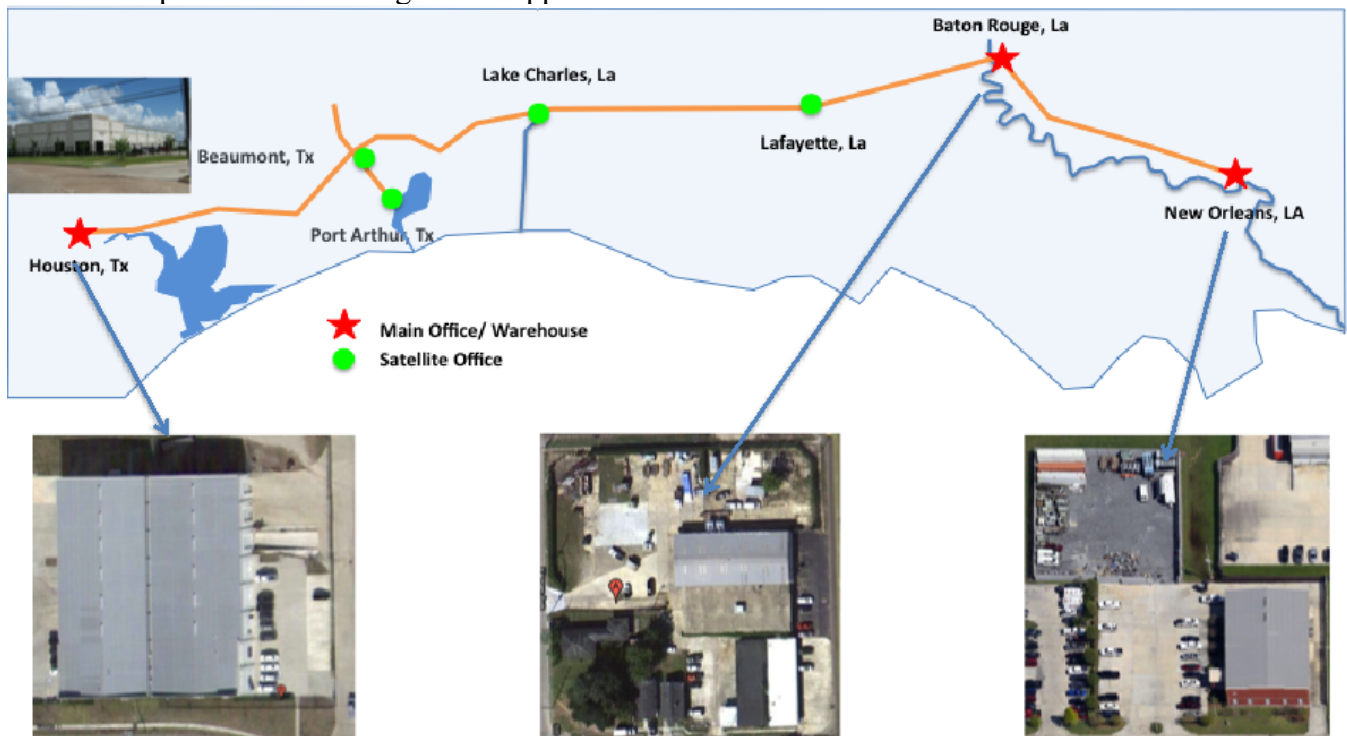 Baton Rouge, La
Lake Charles, La
Lafayette, La
Beaumont, Tx
New Orleans, LA
Port Arthur, Tx
Houston, Tx
Main Office/ Warehouse
Satellite Office